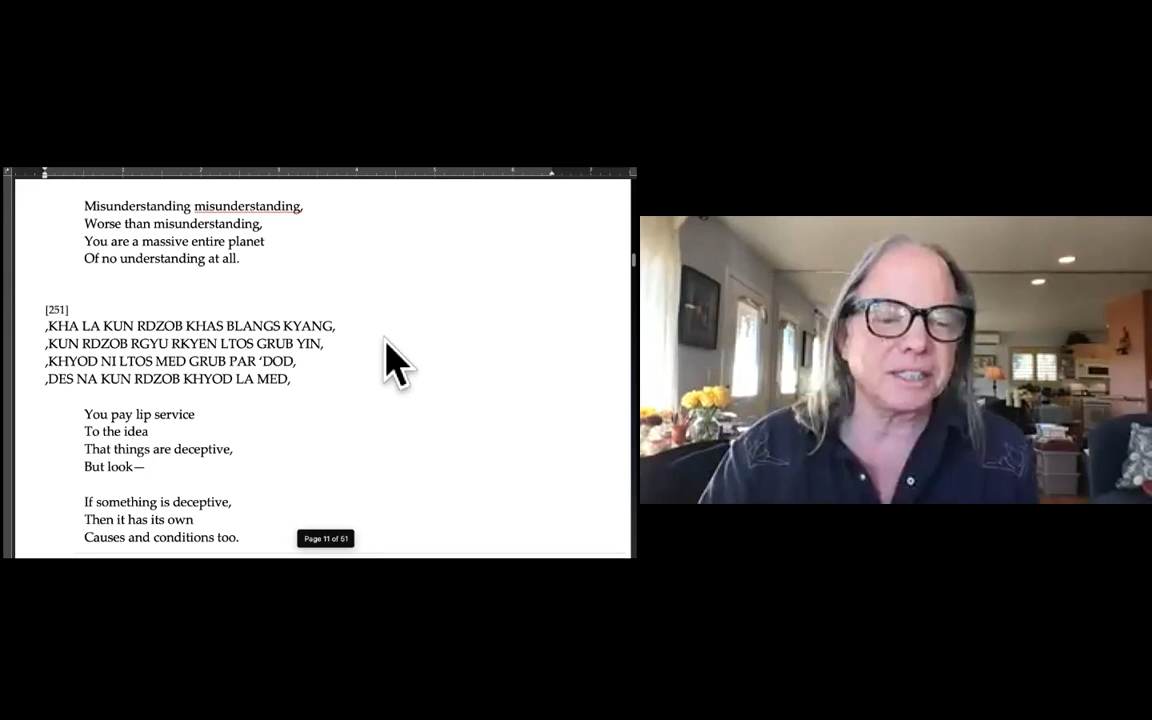 Misunderstanding misunderstanding,
Worse than misunderstanding,
You are a massive entire planet
Of no understanding at all.
[251]
,KHA LA KUN RDZOB KHAS BLANGS KYANG,
,KUN RDZOB RGYU RKYEN LTOS GRUB YIN,
,KHYOD NI LTOS MED GRUB PAR ‘DOD,
,DES NA KUN RDZOB KHYOD LA MED,
You pay lip service
To the idea
That things are deceptive,
But look—
If something is deceptive,
Then it has its own
Causes and conditions too.
Page 11 of 51